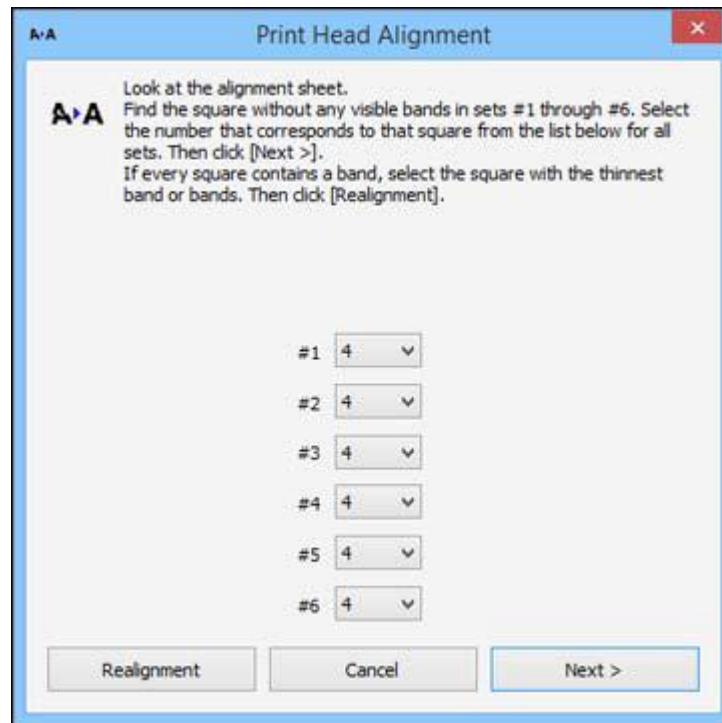 A▸A Print Head Alignment
A▸A
Look at the alignment sheet.
Find the square without any visible bands in sets #1 through #6. Select
the number that corresponds to that square from the list below for all
sets. Then click [Next >].
If every square contains a band, select the square with the thinnest
band or bands. Then click [Realignment].
#1 4
#2 4
#3 4
#4 4
#5 4
#6 4
Realignment Cancel Next >